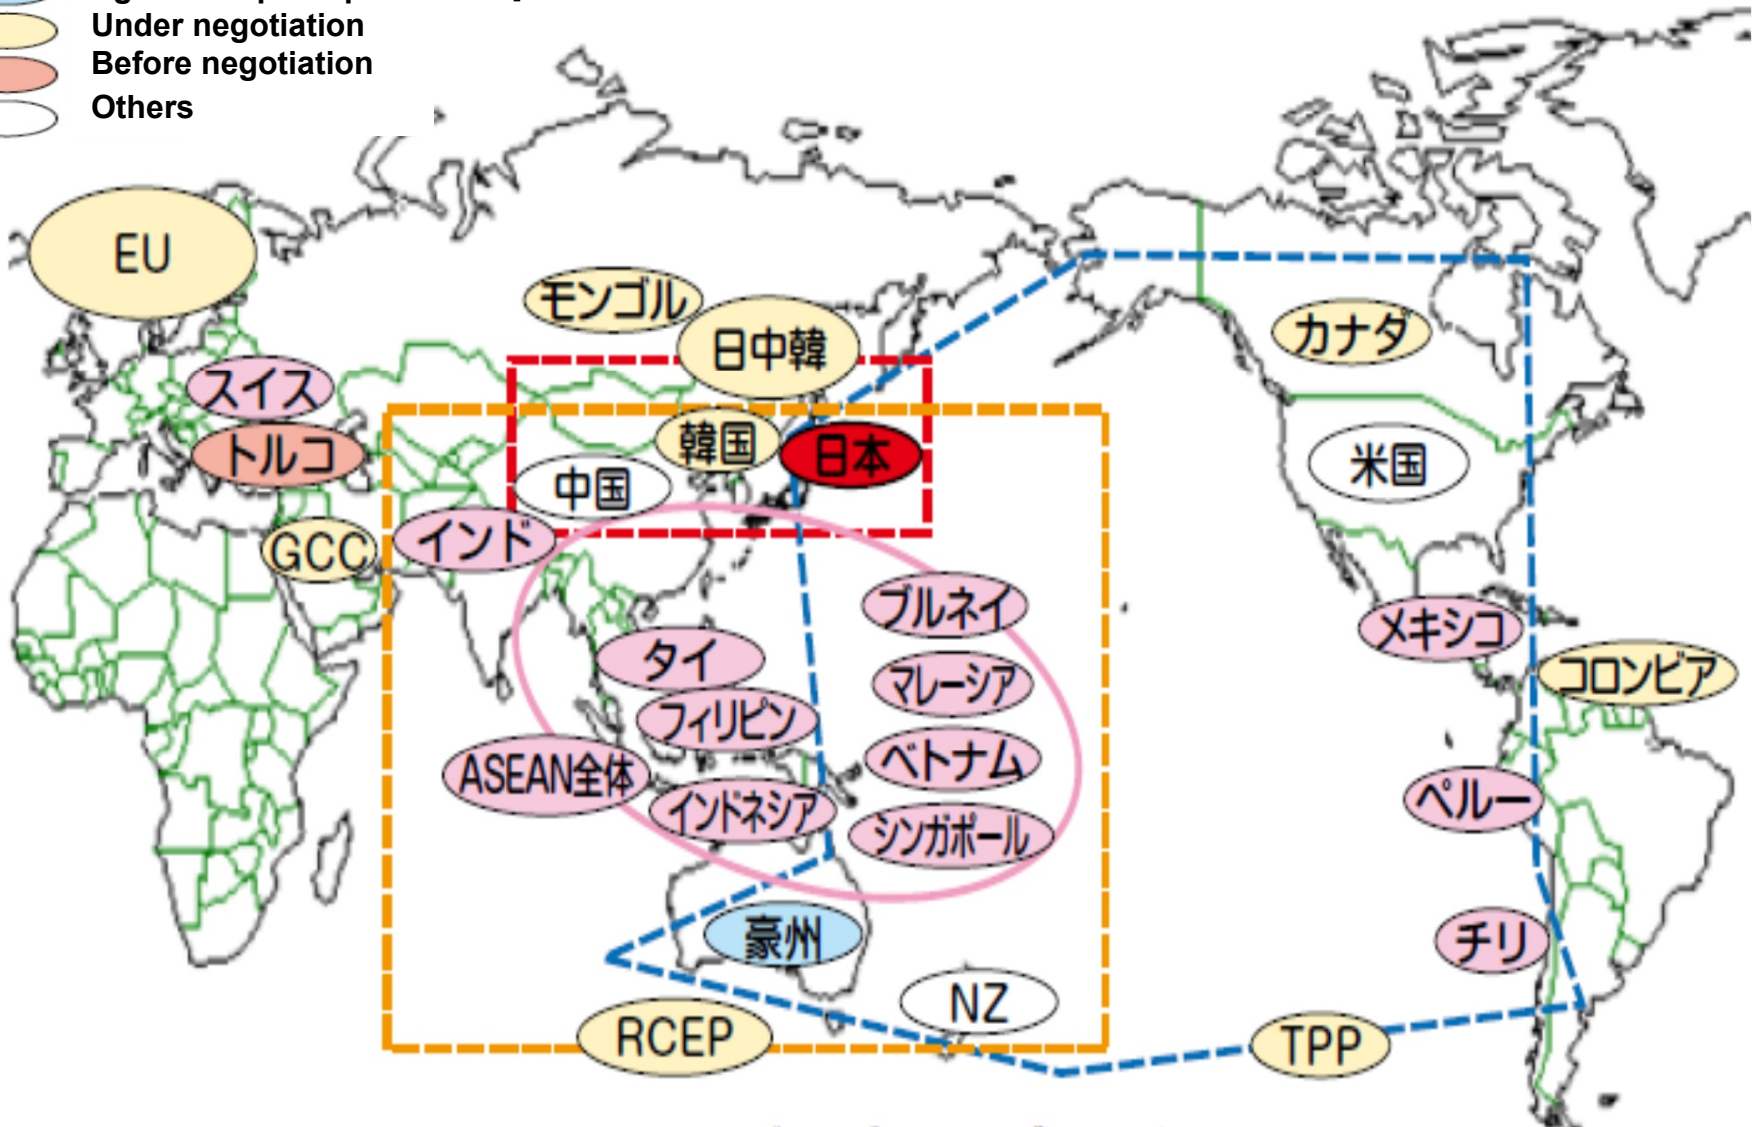 Under negotiation
Before negotiation
Others
EU
モンゴル
日中韓
カナダ
スイス
トルコ
韓国
日本
中国
米国
GCC
インド
ブルネイ
メキシコ
タイ
マレーシア
コロンビア
フィリピン
ベトナム
ASEAN全体
インドネシア
シンガポール
ペルー
豪州
チリ
NZ
RCEP
TPP